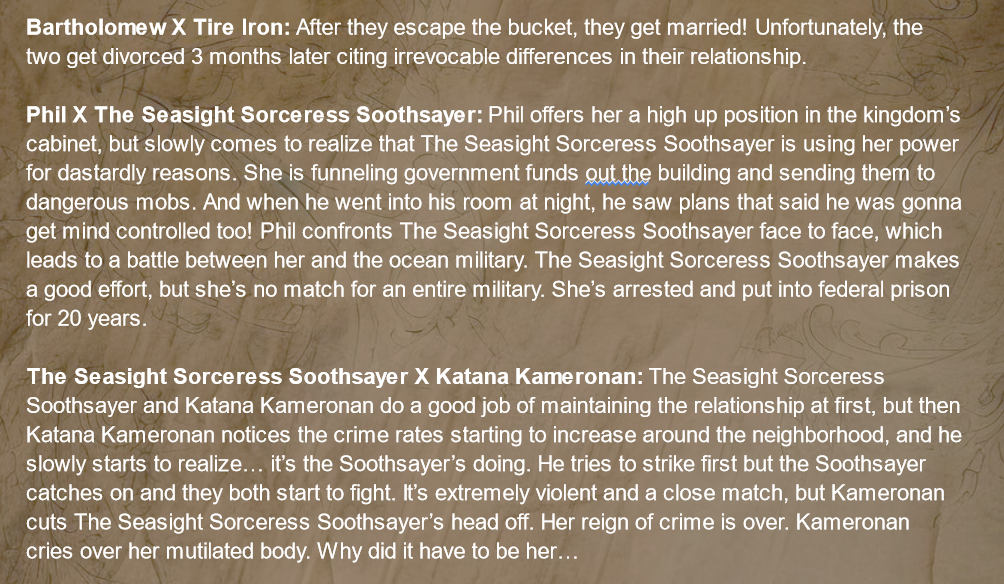 Bartholomew X Tire Iron: After they escape the bucket, they get married! Unfortunately, the
two get divorced 3 months later citing irrevocable differences in their relationship.
Phil X The Seasight Sorceress Soothsayer: Phil offers her a high up position in the kingdom's
cabinet, but slowly comes to realize that The Seasight Sorceress Soothsayer is using her power
for dastardly reasons. She is funneling government funds out the building and sending them to
dangerous mobs. And when he went into his room at night, he saw plans that said he was gonna
get mind controlled too! Phil confronts The Seasight Sorceress Soothsayer face to face, which
leads to a battle between her and the ocean military. The Seasight Sorceress Soothsayer makes
a good effort, but she's no match for an entire military. She's arrested and put into federal prison
for 20 years.
The Seasight Sorceress Soothsayer X Katana Kameronan: The Seasight Sorceress
Soothsayer and Katana Kameronan do a good job of maintaining the relationship at first, but then
Katana Kameronan notices the crime rates starting to increase around the neighborhood, and he
slowly starts to realize… it's the Soothsayer's doing. He tries to strike first but the Soothsayer
catches on and they both start to fight. It's extremely violent and a close match, but Kameronan
cuts The Seasight Sorceress Soothsayer's head off. Her reign of crime is over. Kameronan
cries over her mutilated body. Why did it have to be her…